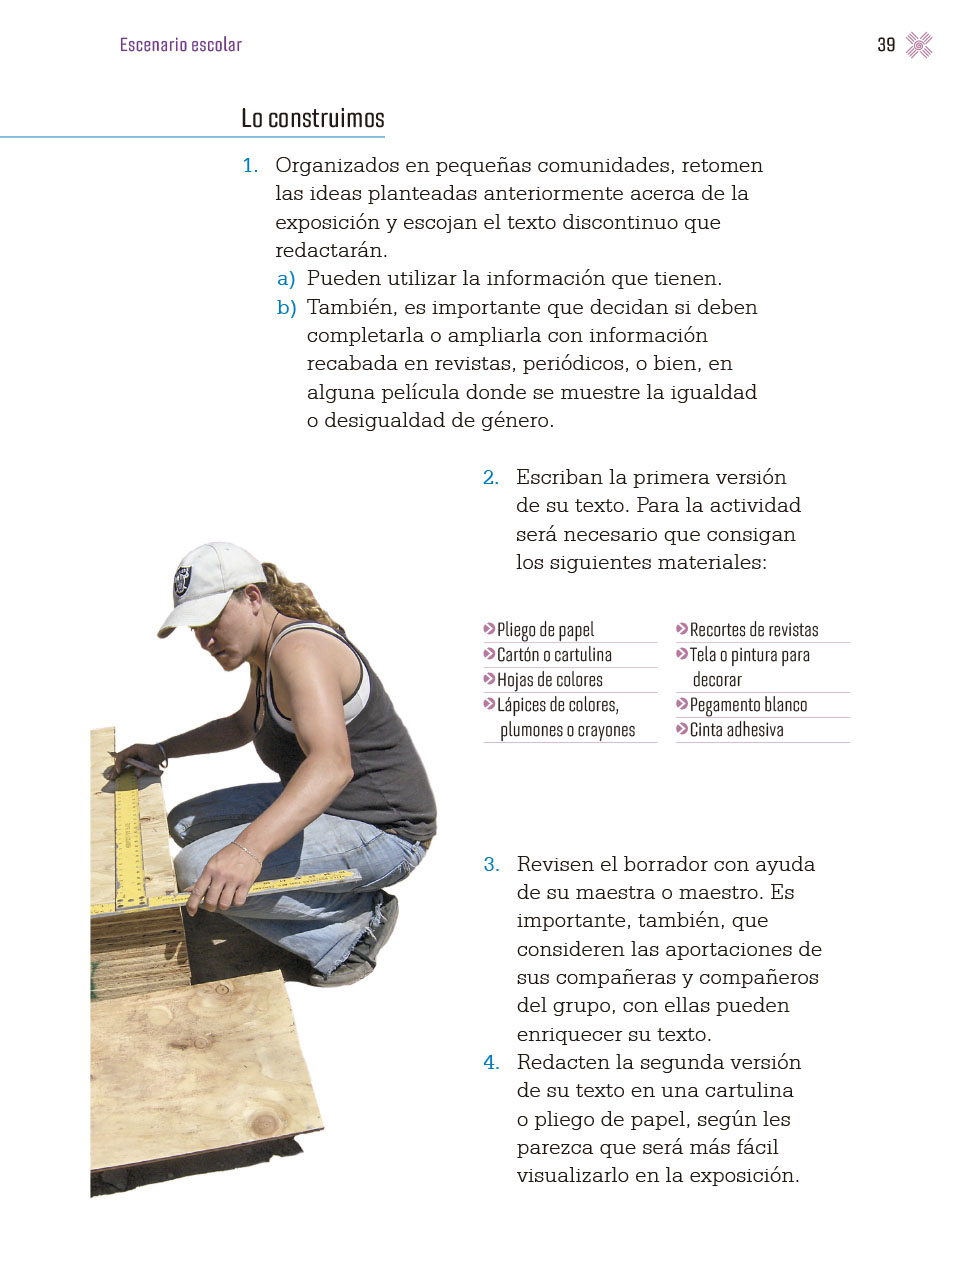 Escenario escolar
39
Lo construimos
1. Organizados en pequeñas comunidades, retomen
las ideas planteadas anteriormente acerca de la
exposición y escojan el texto discontinuo que
redactarán.
a) Pueden utilizar la información que tienen.
b) También, es importante que decidan si deben
completarla o ampliarla con información
recabada en revistas, periódicos, o bien, en
alguna película donde se muestre la igualdad
o desigualdad de género.
2. Escriban la primera versión
de su texto. Para la actividad
será necesario que consigan
los siguientes materiales:
Pliego de papel
Cartón o cartulina
Hojas de colores
Lápices de colores,
plumones o crayones
Recortes de revistas
Tela o pintura para
decorar
Pegamento blanco
Cinta adhesiva
3. Revisen el borrador con ayuda
de su maestra o maestro. Es
importante, también, que
consideren las aportaciones de
sus compañeras y compañeros
del grupo, con ellas pueden
enriquecer su texto.
4. Redacten la segunda versión
de su texto en una cartulina
o pliego de papel, según les
parezca que será más fácil
visualizarlo en la exposición.